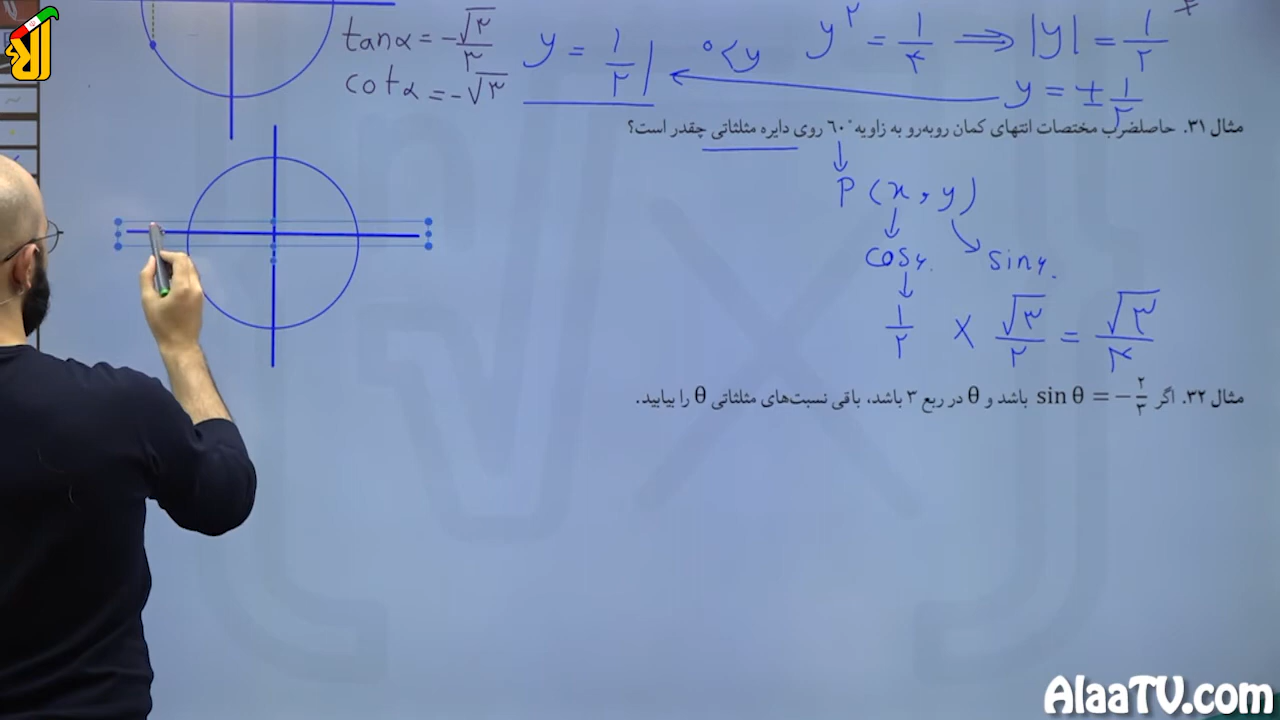 tanα = -√۳/۳
cotα = -√۳
y = ۱/۲
۰<y
y^۲ = ۱/۴ ⟹ |y| = ۱/۲
y = ±۱/۲
مثال ۳۱. حاصلضرب مختصات انتهای کمان روبه‌رو به زاویه ۶۰° روی دایره مثلثاتی چقدر است؟
P (x, y)
cos۶۰ sin۶۰
۱/۲ × √۳/۲ = √۳/۴
مثال ۳۲. اگر sin θ = -۲/۳ باشد و θ در ربع ۳ باشد، باقی نسبت‌های مثلثاتی θ را بیابید.
الا
AlaaTV.com